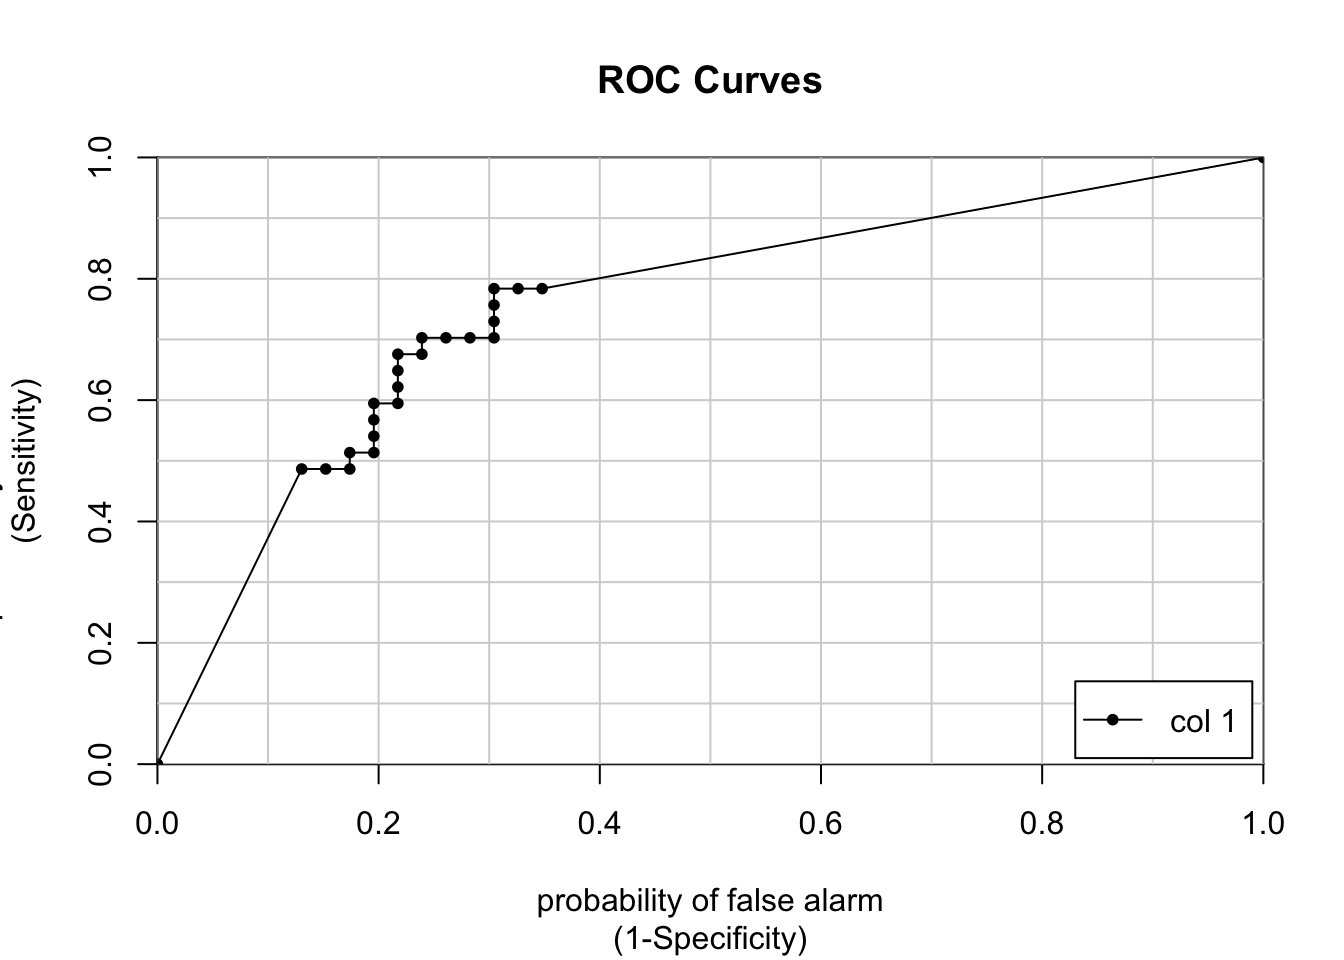 ROC Curves
(Sensitivity)
1.0
0.8
0.6
0.4
0.2
0.0
col 1
0.0 0.2 0.4 0.6 0.8 1.0
probability of false alarm
(1-Specificity)